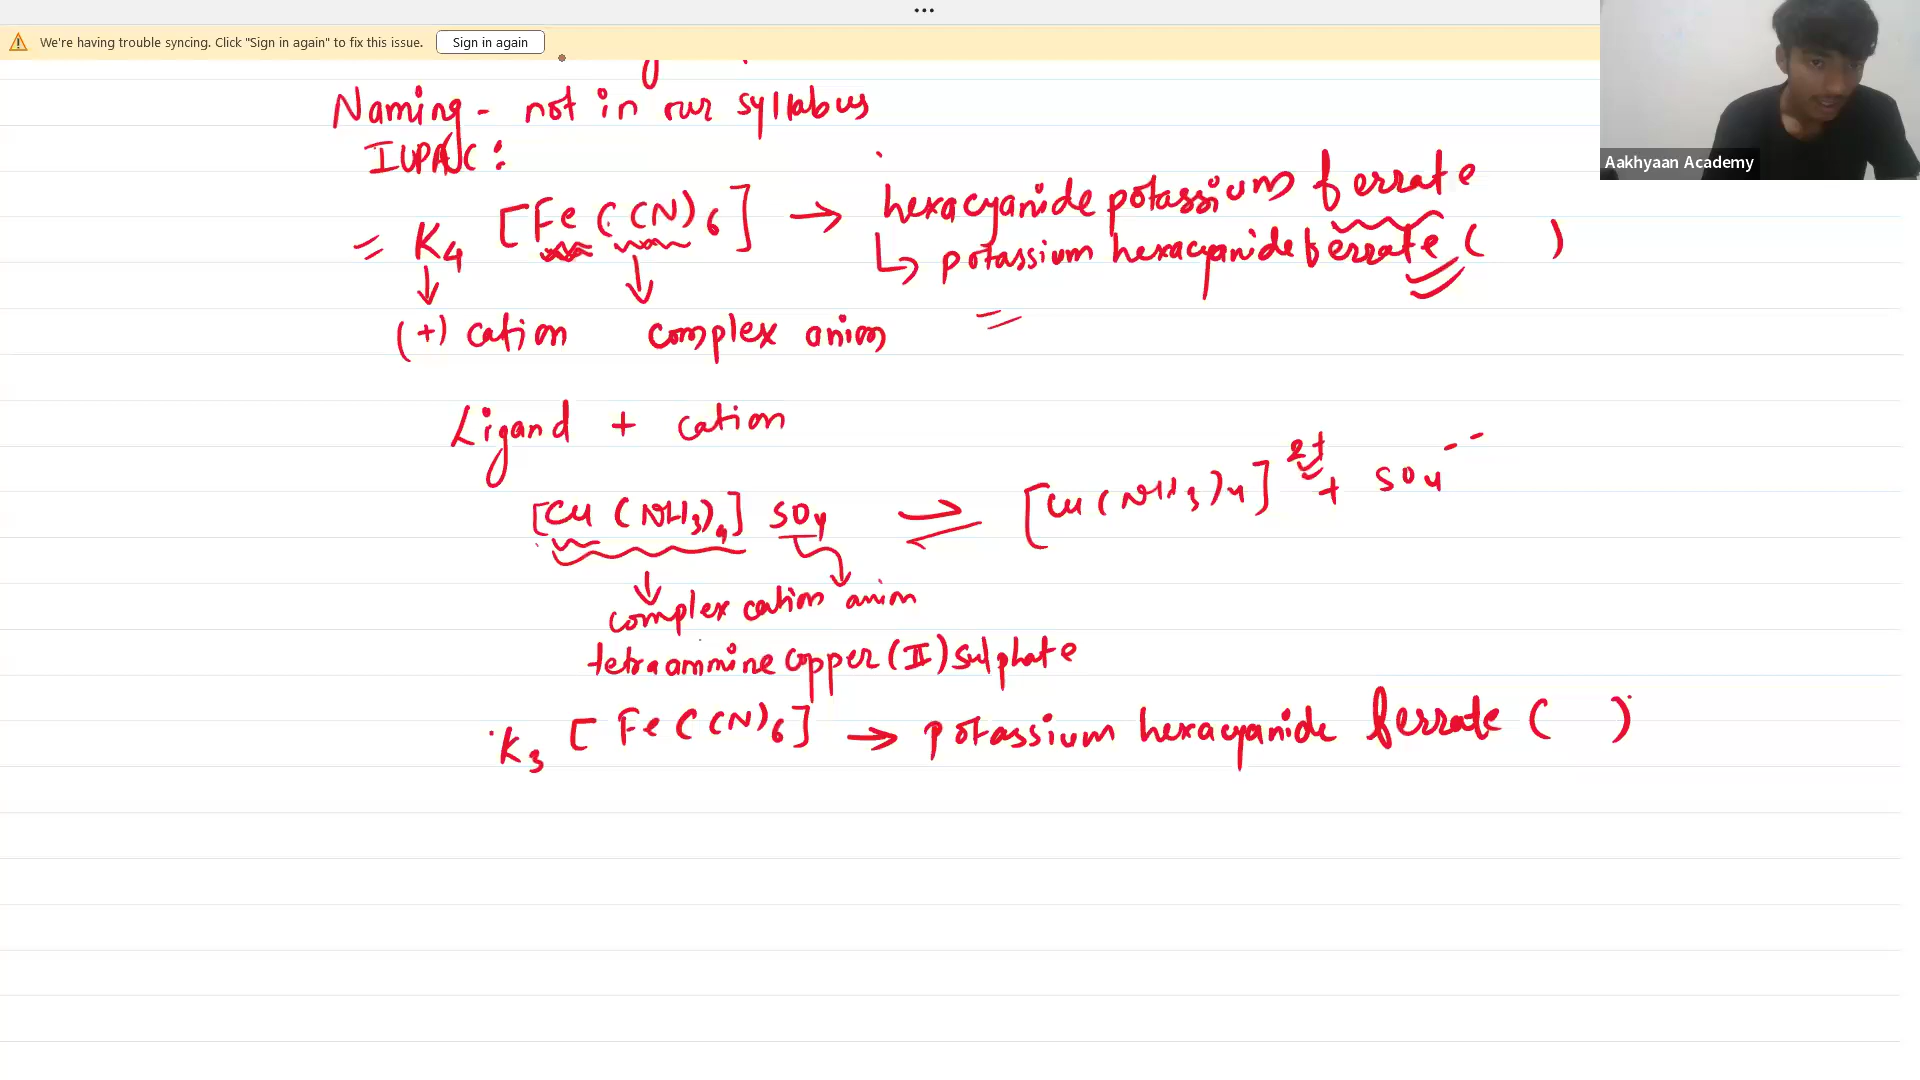 •••
We're having trouble syncing. Click "Sign in again" to fix this issue. Sign in again
Aakhyaan Academy
Naming - not in our syllabus
IUPAC:
= K4 [Fe(CN)6] → hexacyanide potassium ferrate
↳ potassium hexacyanide ferrate ( )
(+) cation complex anion
Ligand + cation
[Cu(NH3)4] SO4 ⇌ [Cu(NH3)4]2+ + SO4--
complex cation anion
tetraammine copper (II) sulphate
K3 [Fe(CN)6] → potassium hexacyanide ferrate ( )